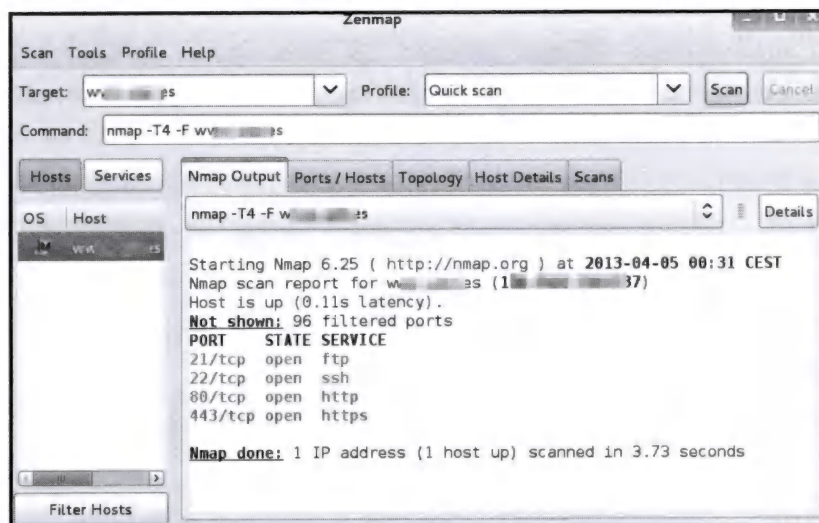 Zenmap
Scan Tools Profile Help
Target: Profile: Quick scan Scan Cancel
Command: nmap -T4 -F
Hosts Services Nmap Output Ports / Hosts Topology Host Details Scans
OS Host nmap -T4 -F Details
Starting Nmap 6.25 ( http://nmap.org ) at 2013-04-05 00:31 CEST
Nmap scan report for
Host is up (0.11s latency).
Not shown: 96 filtered ports
PORT STATE SERVICE
21/tcp open ftp
22/tcp open ssh
80/tcp open http
443/tcp open https
Nmap done: 1 IP address (1 host up) scanned in 3.73 seconds
Filter Hosts